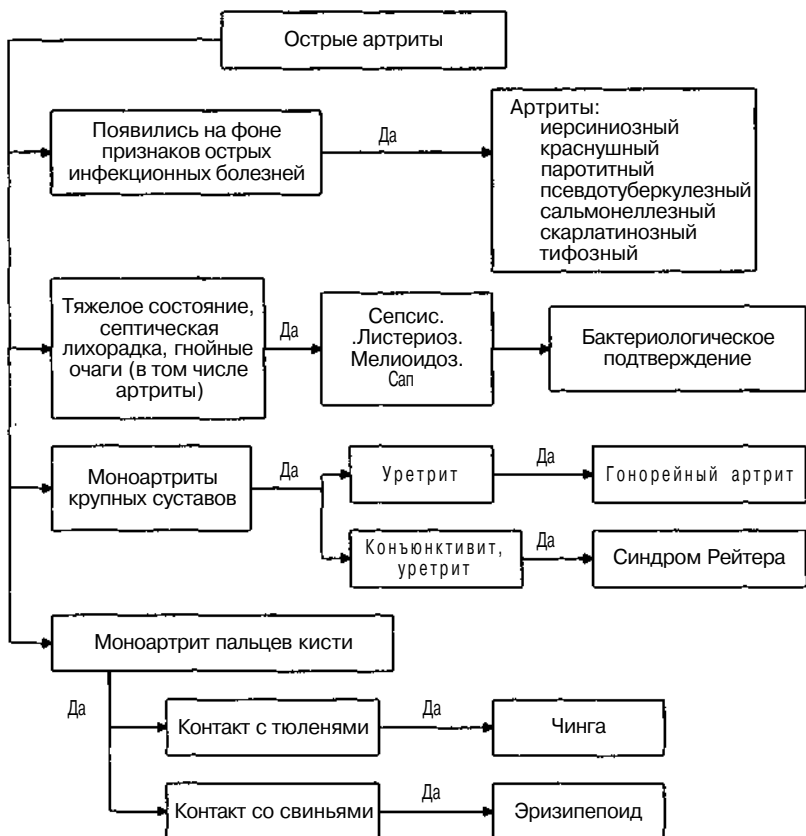 Острые артриты
Появились на фоне
признаков острых
инфекционных болезней
Да
Артриты:
иерсиниозный
краснушный
паротитный
псевдотуберкулезный
сальмонеллезный
скарлатинозный
тифозный
Тяжелое состояние,
септическая
лихорадка, гнойные
очаги (в том числе
артриты)
Да
Сепсис.
.Листериоз.
Мелиоидоз.
Сап
Бактериологическое
подтверждение
Моноартриты
крупных суставов
Да
Уретрит
Да
Гонорейный артрит
Конъюнктивит,
уретрит
Да
Синдром Рейтера
Моноартрит пальцев кисти
Да
Контакт с тюленями
Да
Чинга
Контакт со свиньями
Да
Эризипепоид